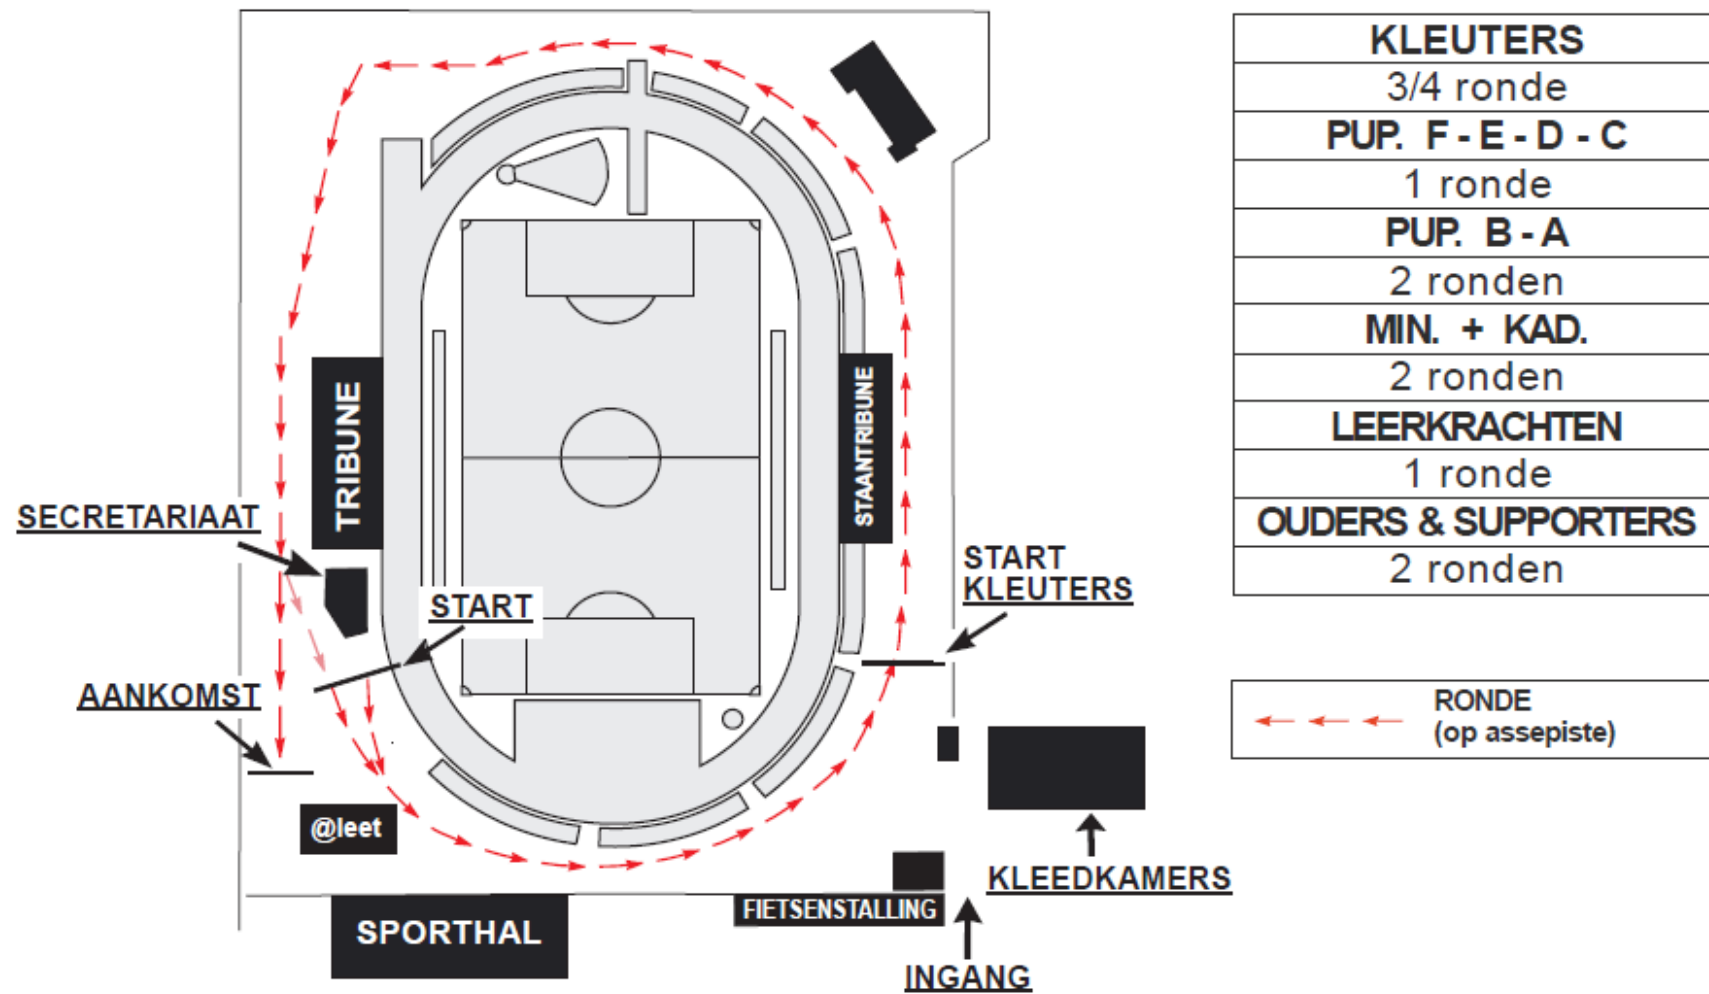 KLEUTERS
3/4 ronde
PUP. F - E - D - C
1 ronde
PUP. B - A
2 ronden
MIN. + KAD.
2 ronden
LEERKRACHTEN
1 ronde
OUDERS & SUPPORTERS
2 ronden
TRIBUNE
STAANTRIBUNE
SECRETARIAAT
START
START
KLEUTERS
AANKOMST
RONDE
(op assepiste)
@leet
KLEEDKAMERS
FIETSENSTALLING
SPORTHAL
INGANG